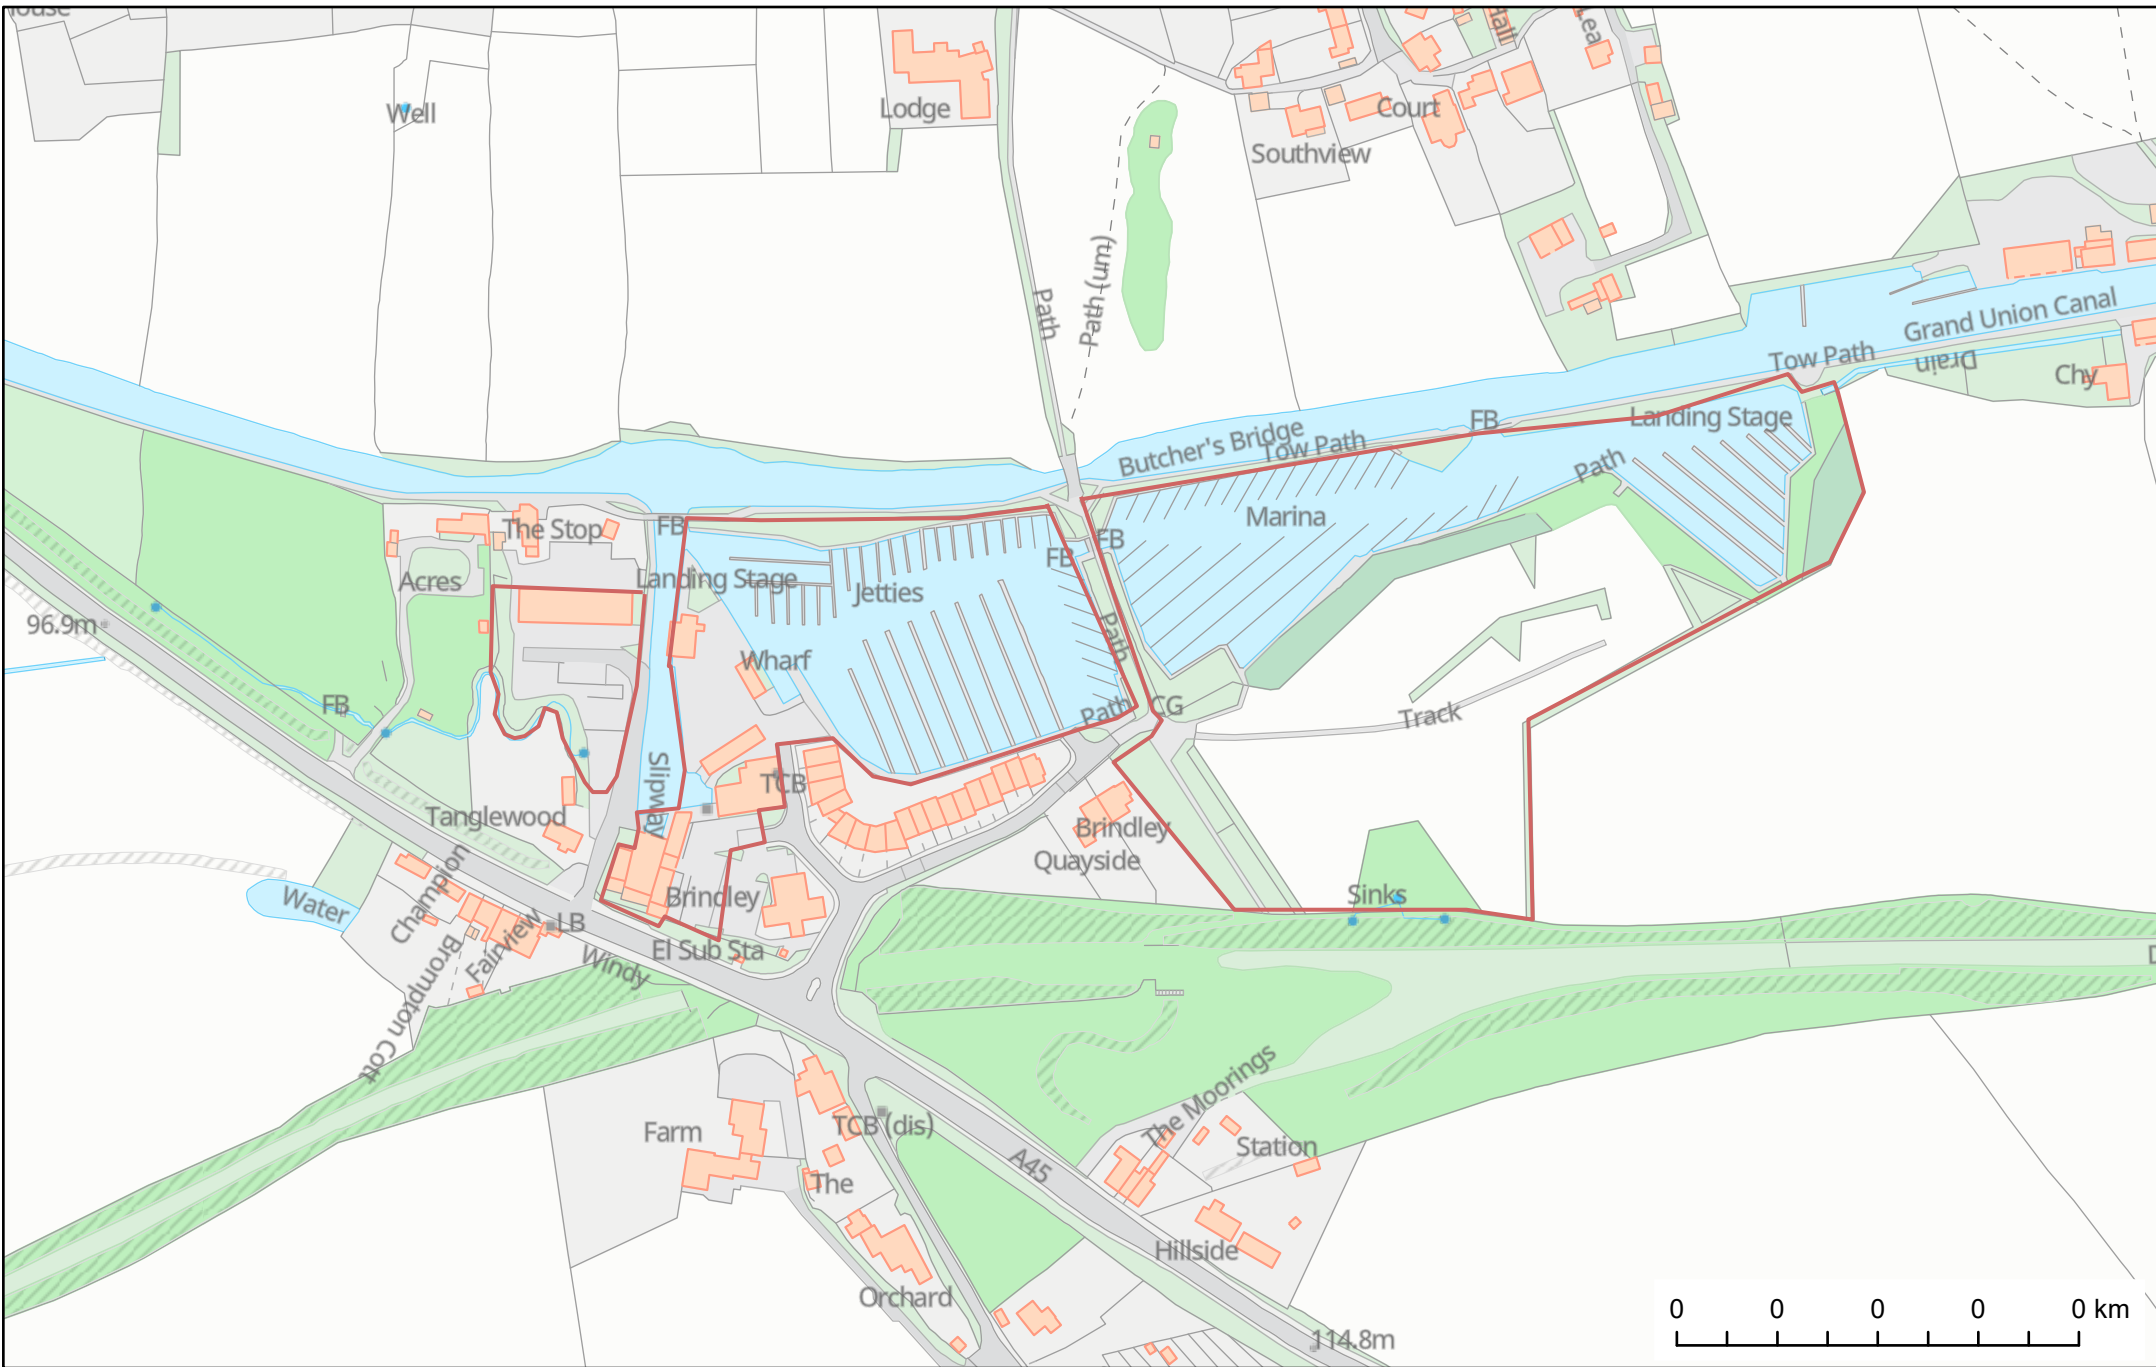 Well
Lodge
Court
Southview
Hall
Lea
Path
Path (um)
Grand Union Canal
Tow Path
Drain
Chy
Landing Stage
FB
Butcher's Bridge
Tow Path
Path
Marina
The Stop
FB
FB
FB
Acres
Landing Stage
Jetties
96.9m
Path
Wharf
FB
Path
CG
Track
Slipway
TCB
Tanglewood
Brindley
Quayside
Champion
Water
Brindley
Sinks
Fairview
LB
El Sub Sta
Windy
Brompton Cott
D
The Moorings
Farm
TCB (dis)
Station
A45
The
Hillside
Orchard
114.8m
0 0 0 0 0 km